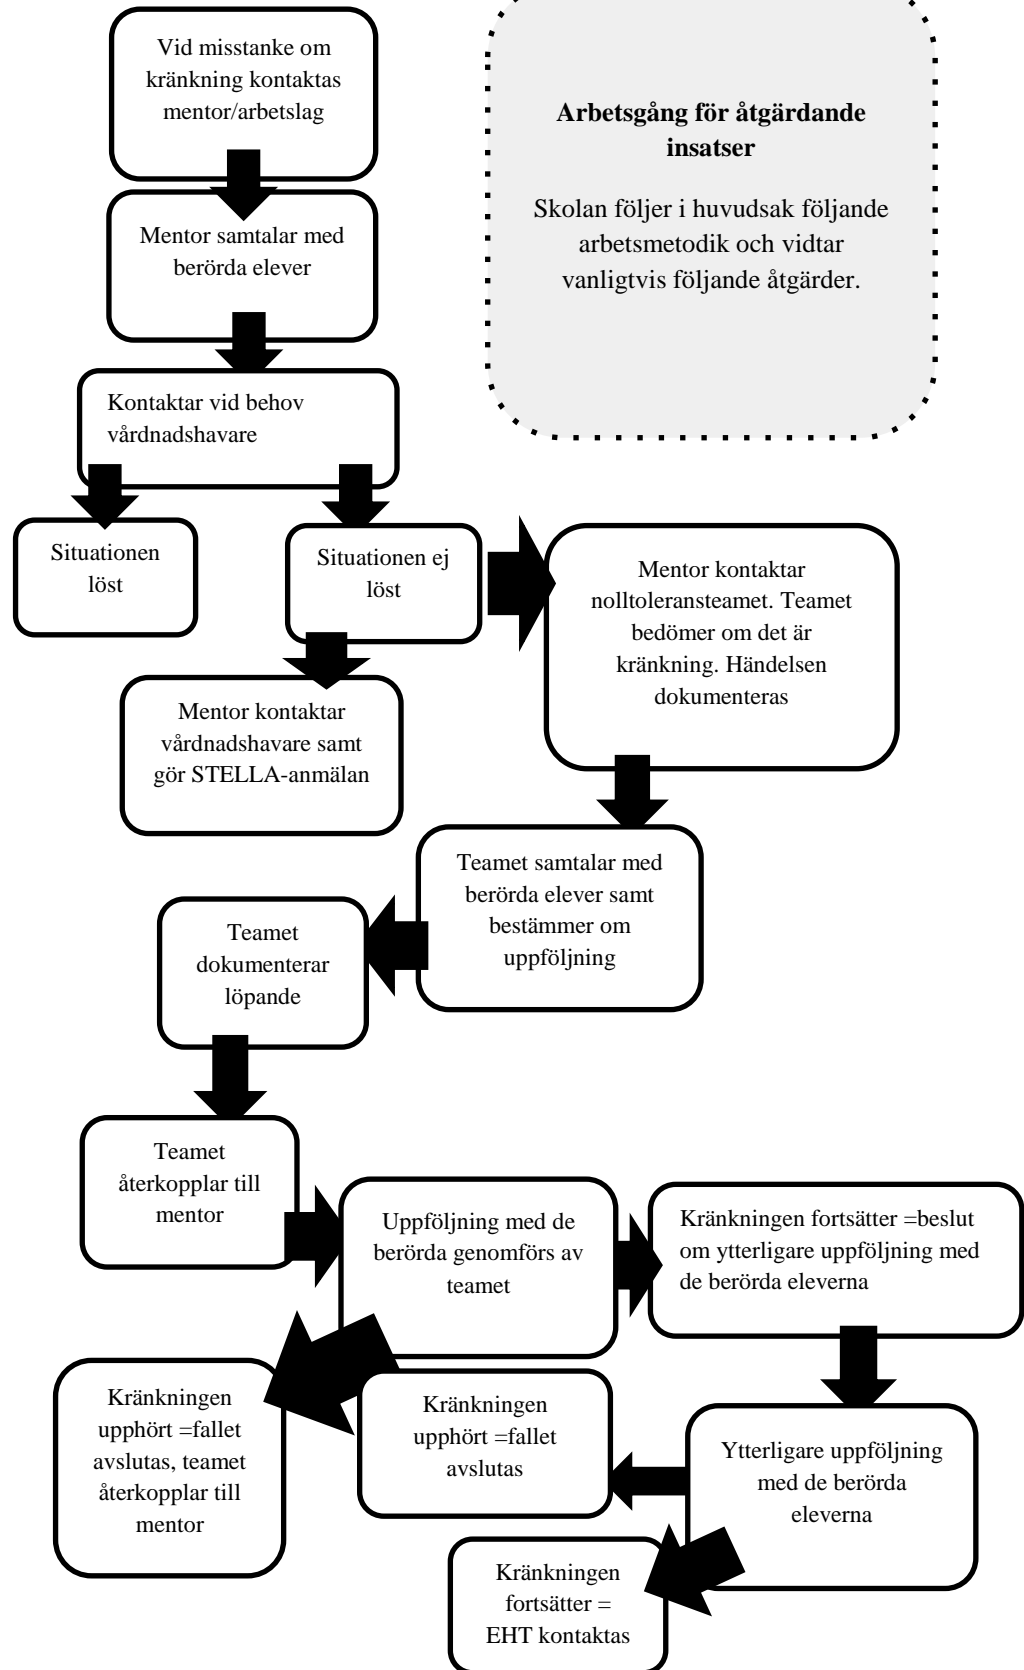 Vid misstanke om
kränkning kontaktas
mentor/arbetslag
Arbetsgång för åtgärdande
insatser
Skolan följer i huvudsak följande
arbetsmetodik och vidtar
vanligtvis följande åtgärder.
Mentor samtalar med
berörda elever
Kontaktar vid behov
vårdnadshavare
Situationen
löst
Situationen ej
löst
Mentor kontaktar
nolltoleransteamet. Teamet
bedömer om det är
kränkning. Händelsen
dokumenteras
Mentor kontaktar
vårdnadshavare samt
gör STELLA-anmälan
Teamet samtalar med
berörda elever samt
bestämmer om
uppföljning
Teamet
dokumenterar
löpande
Teamet
återkopplar till
mentor
Uppföljning med de
berörda genomförs av
teamet
Kränkningen fortsätter =beslut
om ytterligare uppföljning med
de berörda eleverna
Kränkningen
upphört =fallet
avslutas, teamet
återkopplar till
mentor
Kränkningen
upphört =fallet
avslutas
Ytterligare uppföljning
med de berörda
eleverna
Kränkningen
fortsätter =
EHT kontaktas